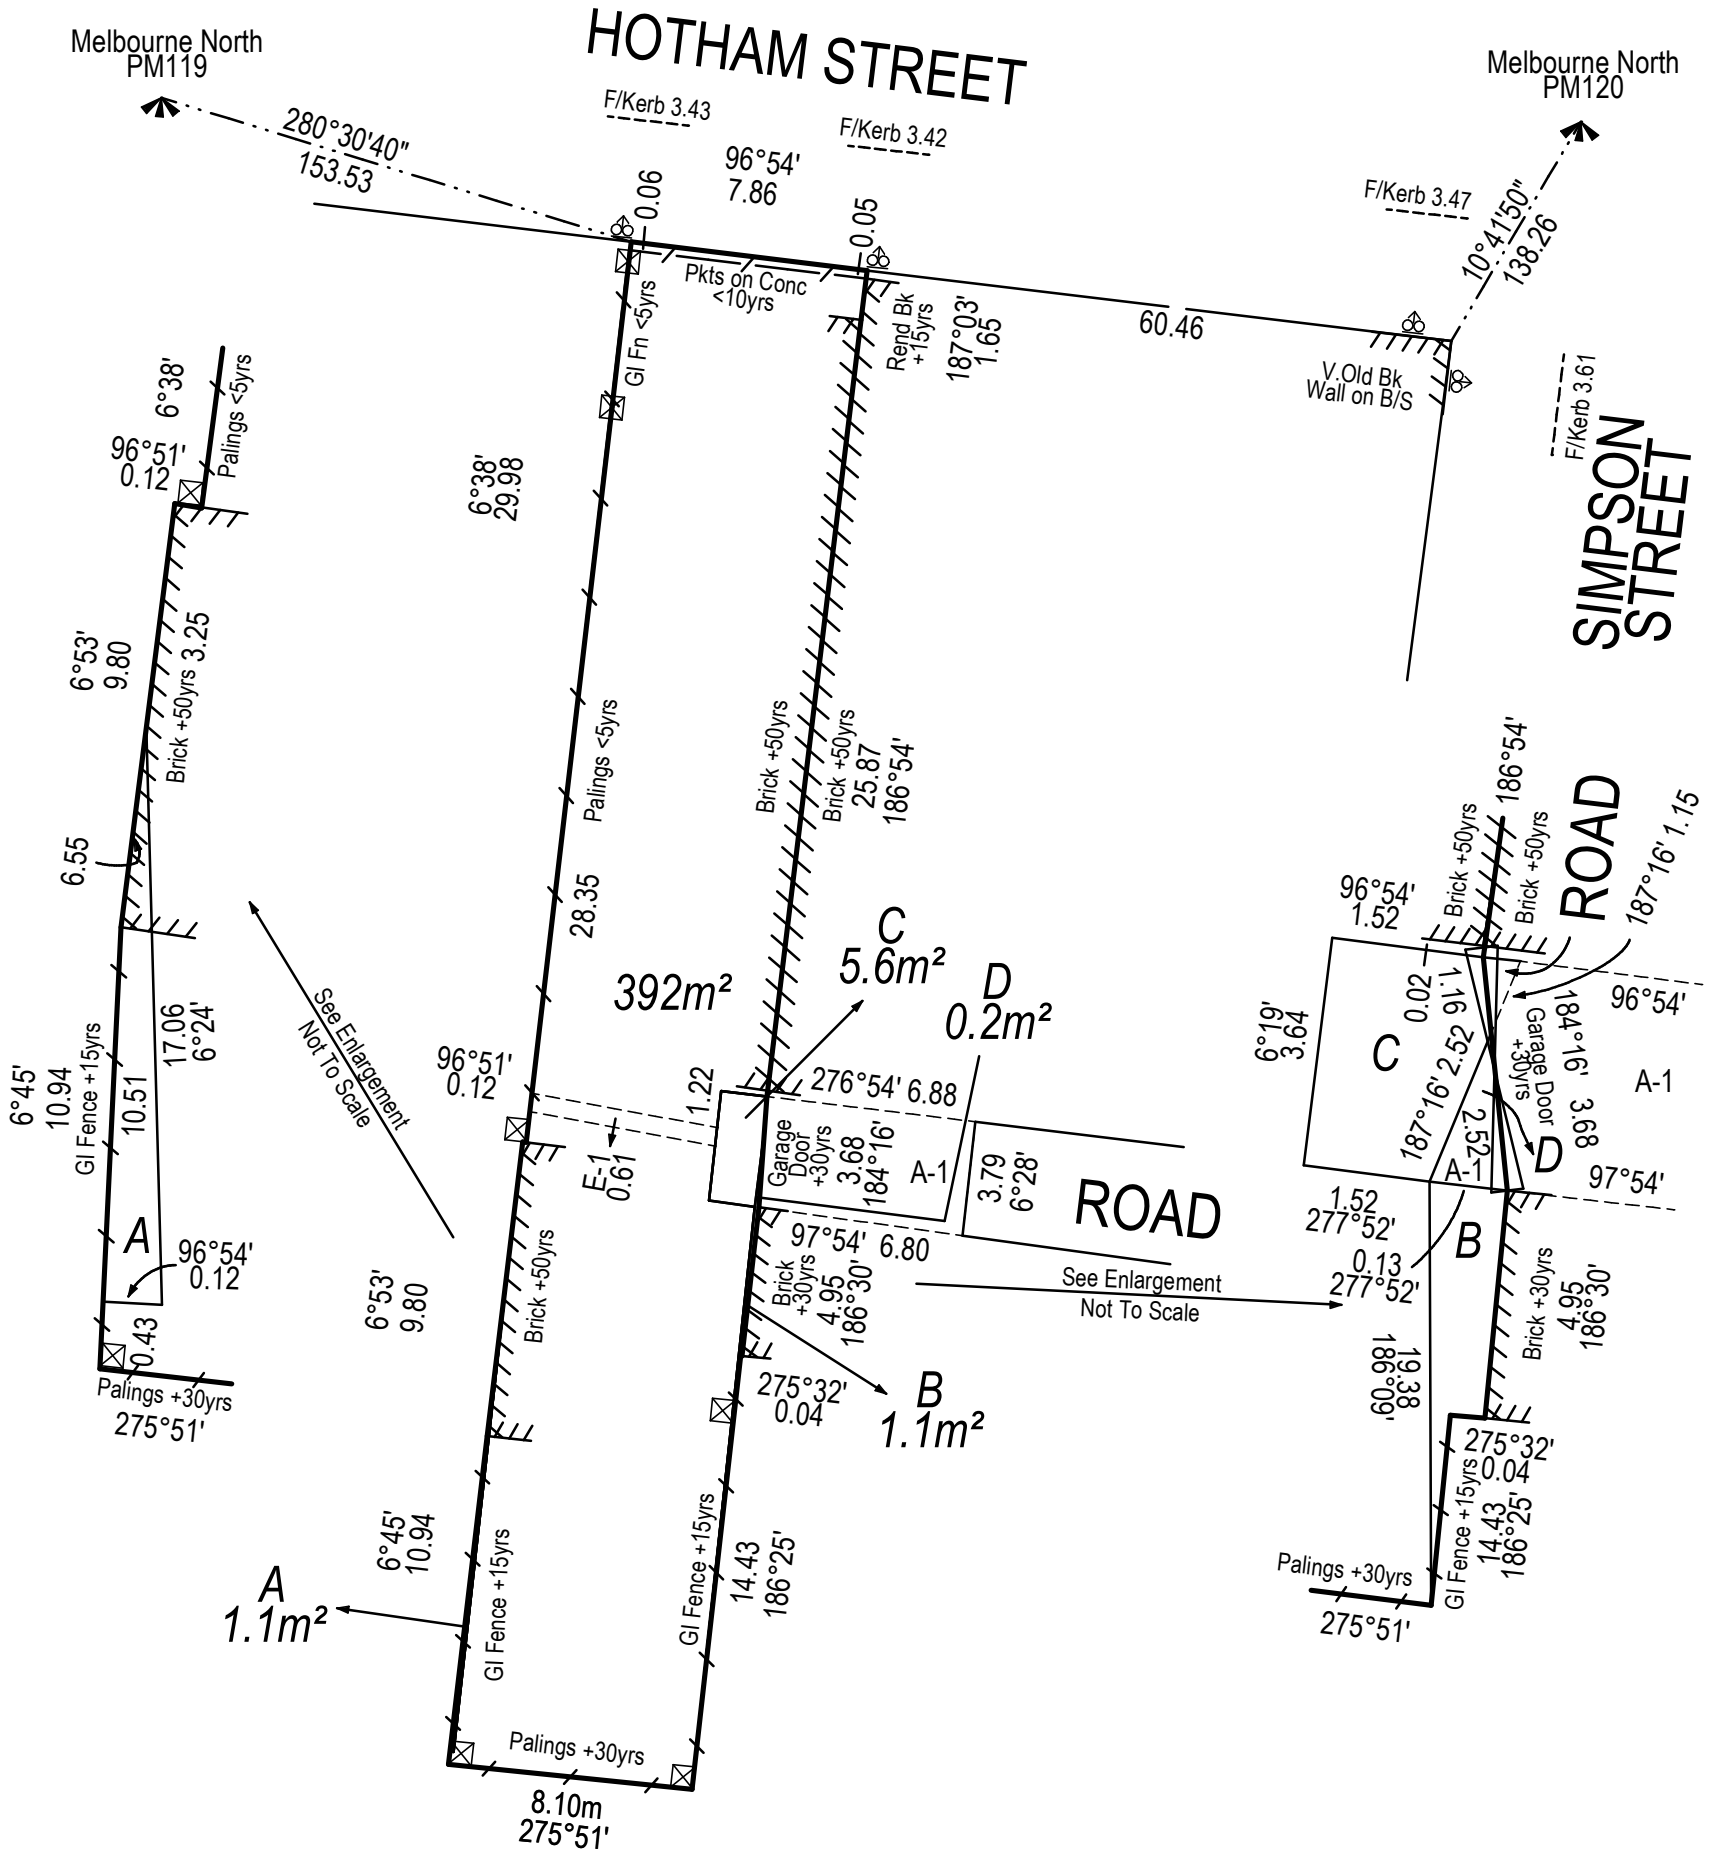 HOTHAM STREET
Melbourne North
PM119
Melbourne North
PM120
F/Kerb 3.43
F/Kerb 3.42
280°30'40"
153.53
96°54'
7.86
0.06
0.05
F/Kerb 3.47
10°41'50"
138.26
Pkts on Conc
<10yrs
GI Fn <5yrs
Rend Bk
+15yrs
187°03'
1.65
60.46
V.Old Bk
Wall on B/S
F/Kerb 3.61
SIMPSON
STREET
6°38'
Palings <5yrs
96°51'
0.12
6°38'
29.98
6°53'
9.80
Brick +50yrs
3.25
6.55
Palings <5yrs
28.35
Brick +50yrs
Brick +50yrs
25.87
186°54'
186°54'
ROAD
187°16' 1.15
Brick +50yrs
Brick +50yrs
96°54'
1.52
C
5.6m²
D
0.2m²
392m²
See Enlargement
Not To Scale
17.06
6°24'
10.51
6°45'
10.94
GI Fence +15yrs
A
96°54'
0.12
0.43
Palings +30yrs
275°51'
96°51'
0.12
E-1
0.61
1.22
276°54' 6.88
Garage
Door
+30yrs
3.68
184°16'
A-1
3.79
6°28'
ROAD
97°54' 6.80
Brick
+30yrs
4.95
186°30'
See Enlargement
Not To Scale
6°19'
3.64
C
0.02
1.16
187°16' 2.52
2.52
184°16' 3.68
Garage Door
+30yrs
96°54'
A-1
A-1
D
97°54'
1.52
277°52'
0.13
277°52'
B
Brick +30yrs
4.95
186°30'
19.38
186°09'
275°32'
0.04
GI Fence +15yrs
14.43
186°25'
Palings +30yrs
275°51'
6°53'
9.80
Brick +50yrs
275°32'
0.04
B
1.1m²
6°45'
10.94
GI Fence +15yrs
GI Fence +15yrs
14.43
186°25'
A
1.1m²
Palings +30yrs
8.10m
275°51'